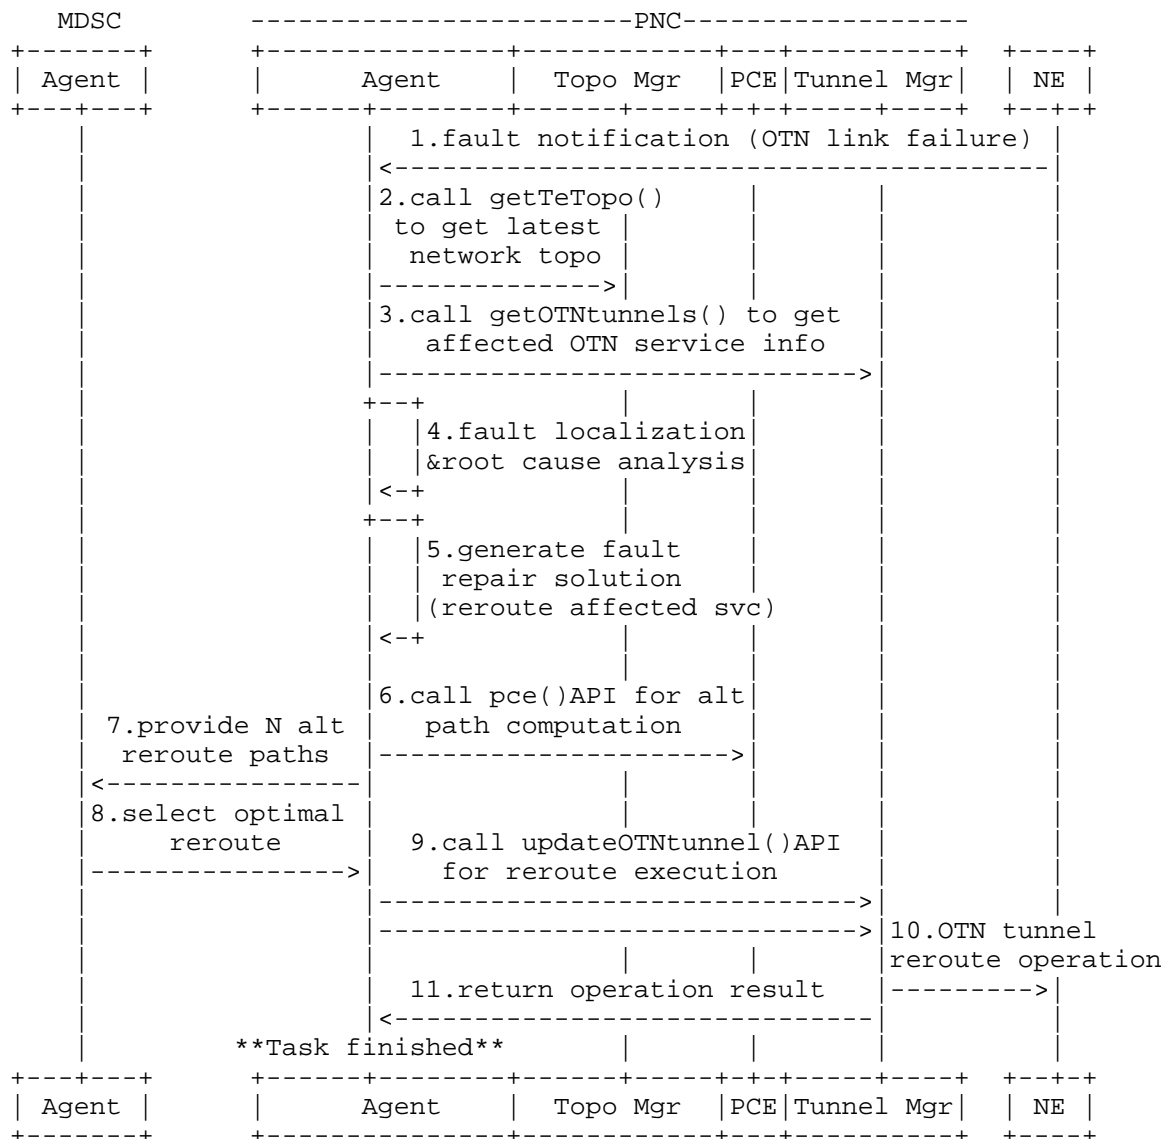 MDSC ------------------------PNC------------------
Agent Agent Topo Mgr PCE Tunnel Mgr NE
1.fault notification (OTN link failure)
2.call getTeTopo()
to get latest
network topo
3.call getOTNtunnels() to get
affected OTN service info
4.fault localization
&root cause analysis
5.generate fault
repair solution
(reroute affected svc)
6.call pce()API for alt
7.provide N alt path computation
reroute paths
8.select optimal
reroute 9.call updateOTNtunnel()API
for reroute execution
10.OTN tunnel
reroute operation
11.return operation result
**Task finished**
Agent Agent Topo Mgr PCE Tunnel Mgr NE